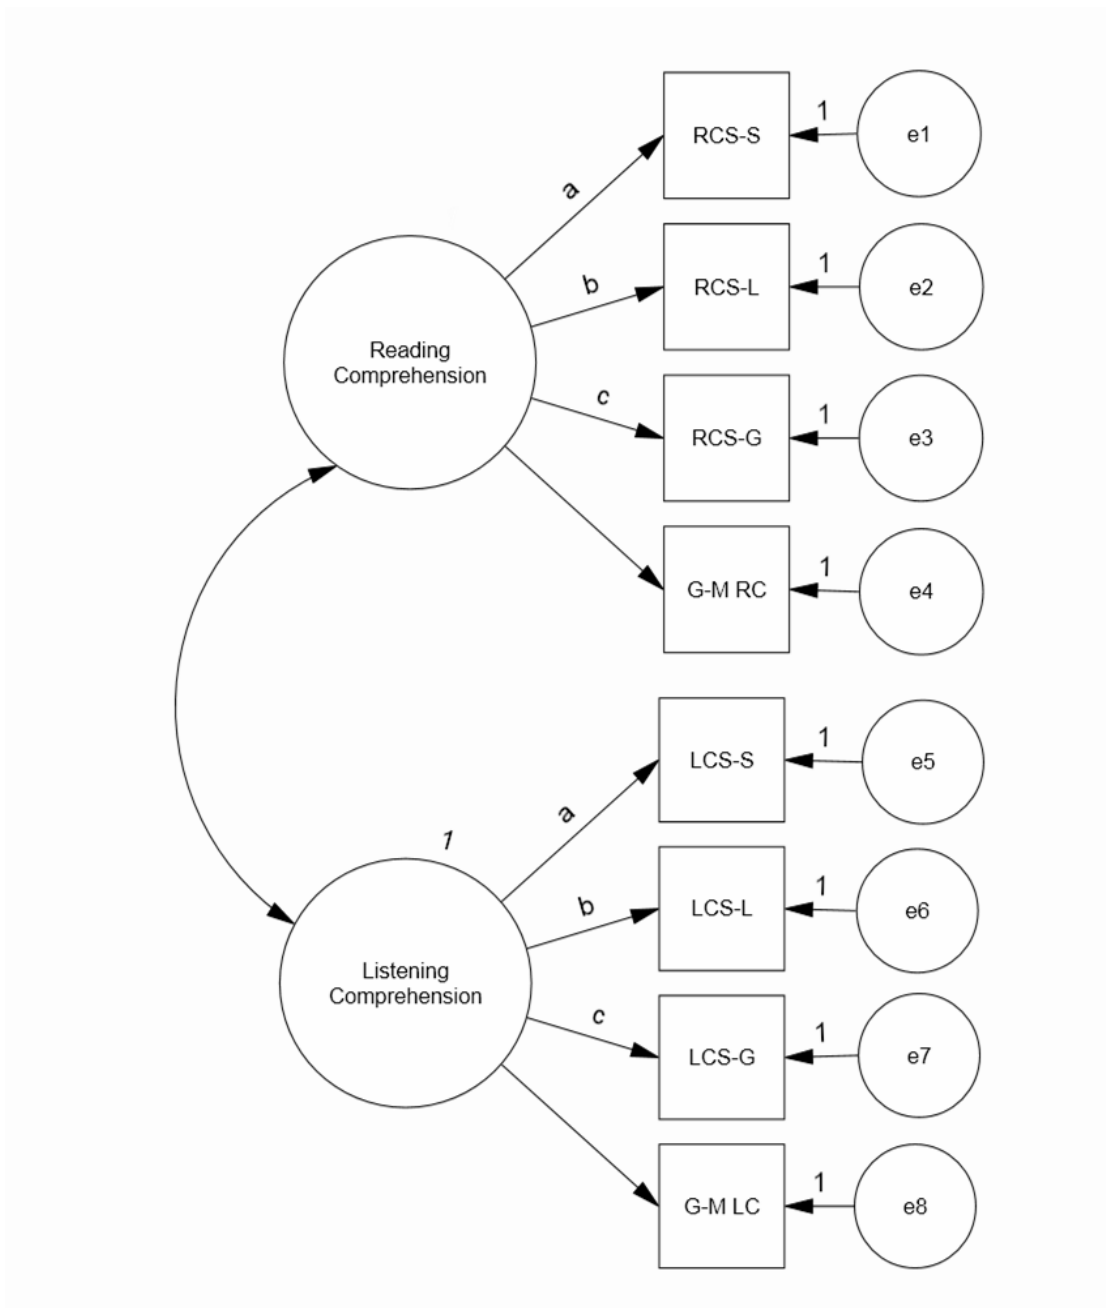 RCS-S
1
e1
a
RCS-L
1
e2
b
Reading
Comprehension
RCS-G
1
e3
c
G-M RC
1
e4
LCS-S
1
e5
a
1
LCS-L
1
e6
b
Listening
Comprehension
LCS-G
1
e7
c
G-M LC
1
e8